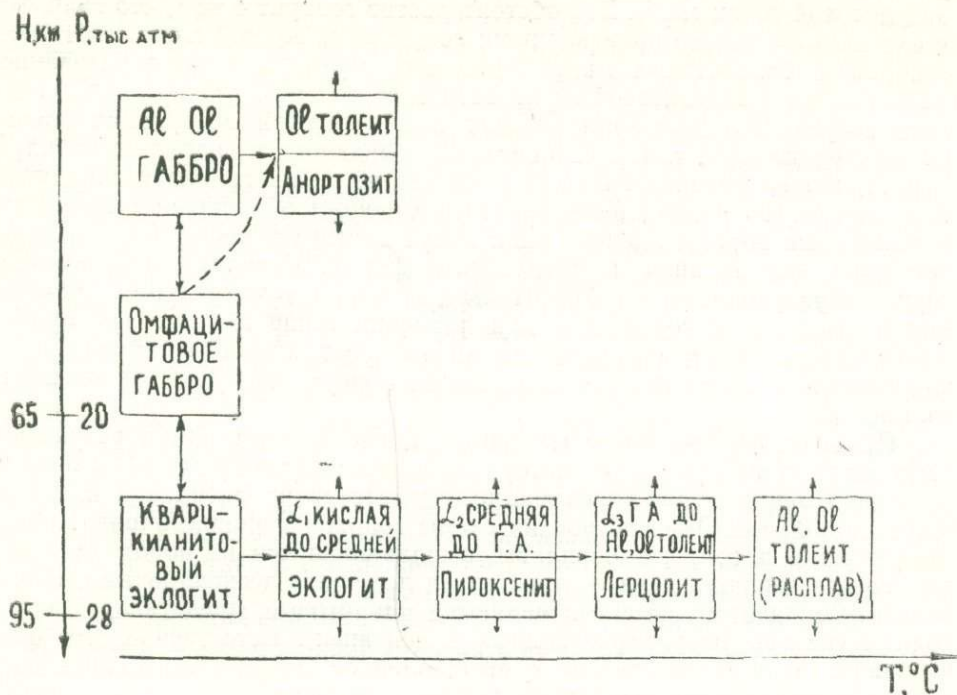 H,км P,тыс атм
Al Ol
ГАББРО
Ol ТОЛЕИТ
АНОРТОЗИТ
ОМФАЦИ-
ТОВОЕ
ГАББРО
65 20
КВАРЦ-
КИАНИТО-
ВЫЙ
ЭКЛОГИТ
L₁ КИСЛАЯ
ДО СРЕДНЕЙ
ЭКЛОГИТ
L₂ СРЕДНЯЯ
ДО Г.А.
ПИРОКСЕНИТ
L₃ Г А ДО
Al, Ol ТОЛЕИТ
ЛЕРЦОЛИТ
Al, Ol
ТОЛЕИТ
(РАСПЛАВ)
95 28
T,°C